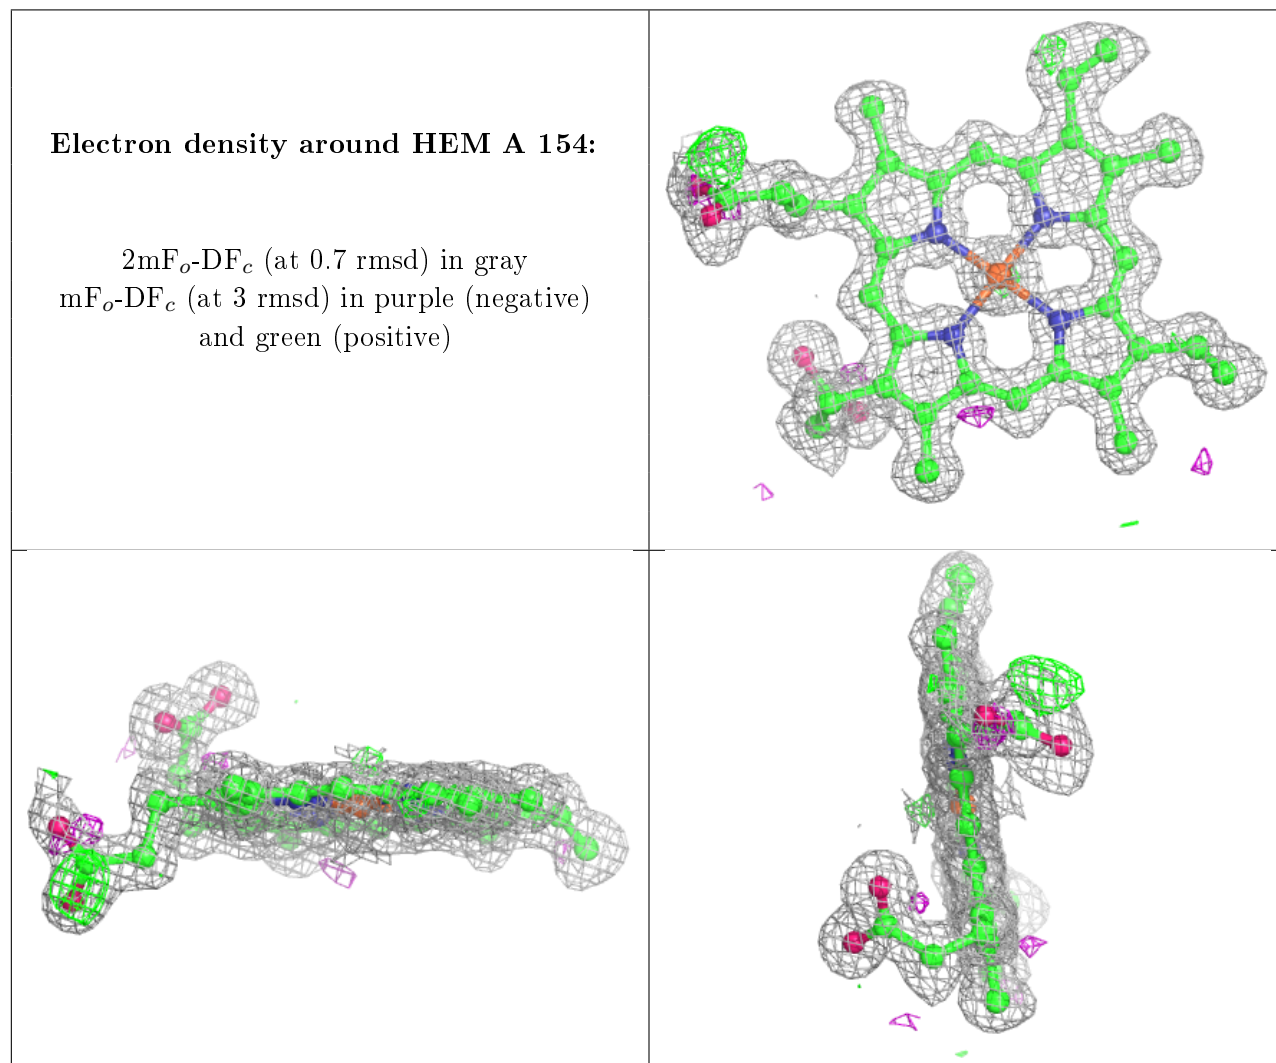 Electron density around HEM A 154:
2mFo-DFc (at 0.7 rmsd) in gray
mFo-DFc (at 3 rmsd) in purple (negative)
and green (positive)